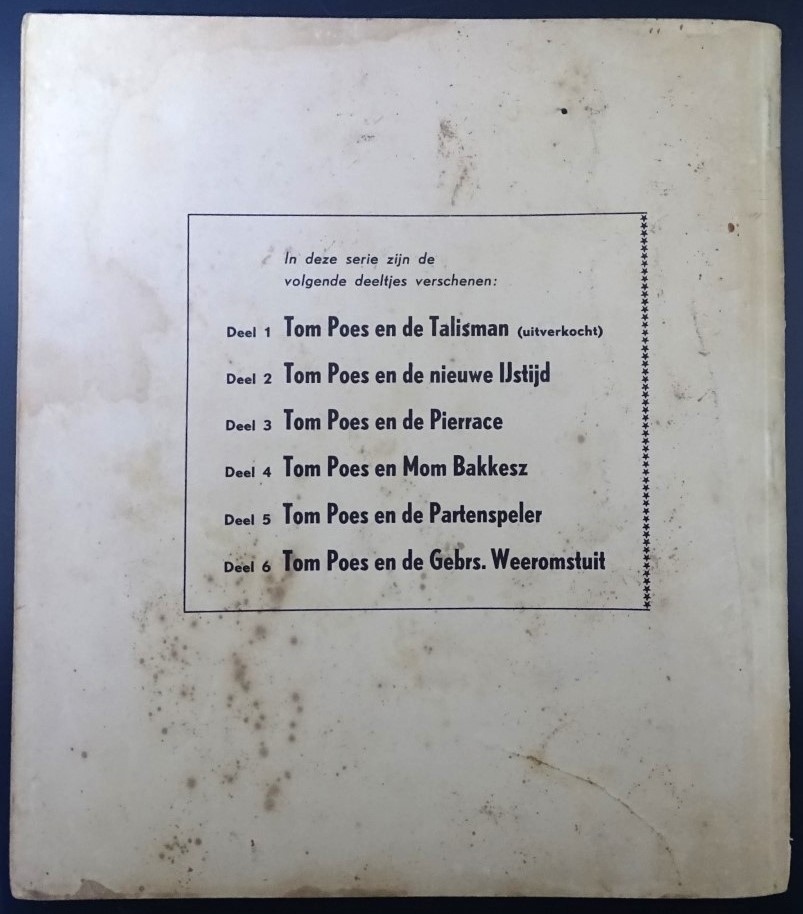 In deze serie zijn de
volgende deeltjes verschenen:
Deel 1 Tom Poes en de Talisman (uitverkocht)
Deel 2 Tom Poes en de nieuwe IJstijd
Deel 3 Tom Poes en de Pierrace
Deel 4 Tom Poes en Mom Bakkesz
Deel 5 Tom Poes en de Partenspeler
Deel 6 Tom Poes en de Gebrs. Weeromstuit